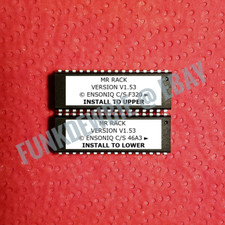 MR RACK
VERSION V1.53
© ENSONIQ C/S F320 ►
INSTALL TO UPPER
MR RACK
VERSION V1.53
© ENSONIQ C/S 46A3 ►
INSTALL TO LOWER